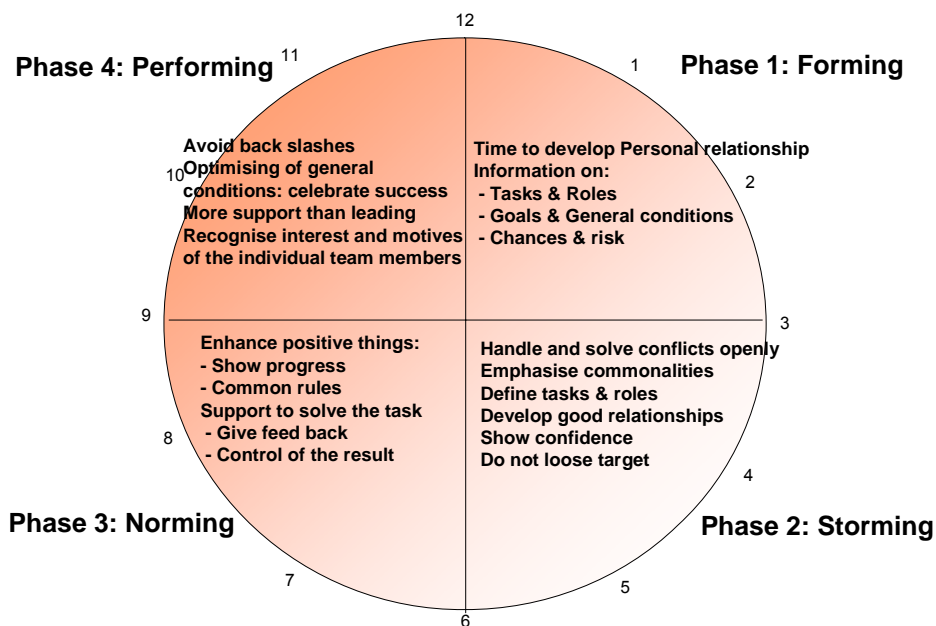 12
11
1
Phase 4: Performing
Phase 1: Forming
Avoid back slashes
Optimising of general
conditions: celebrate success
More support than leading
Recognise interest and motives
of the individual team members
10
Time to develop Personal relationship
Information on:
- Tasks & Roles
- Goals & General conditions
- Chances & risk
2
9
3
Enhance positive things:
- Show progress
- Common rules
Support to solve the task
- Give feed back
- Control of the result
8
Handle and solve conflicts openly
Emphasise commonalities
Define tasks & roles
Develop good relationships
Show confidence
Do not loose target
4
Phase 3: Norming
Phase 2: Storming
7
5
6